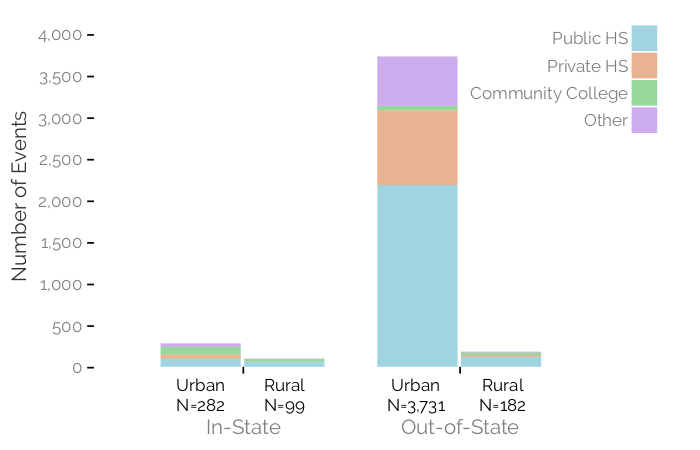 Number of Events
4,000
3,500
3,000
2,500
2,000
1,500
1,000
500
0
Public HS
Private HS
Community College
Other
Urban
N=282
Rural
N=99
In-State
Urban
N=3,731
Rural
N=182
Out-of-State